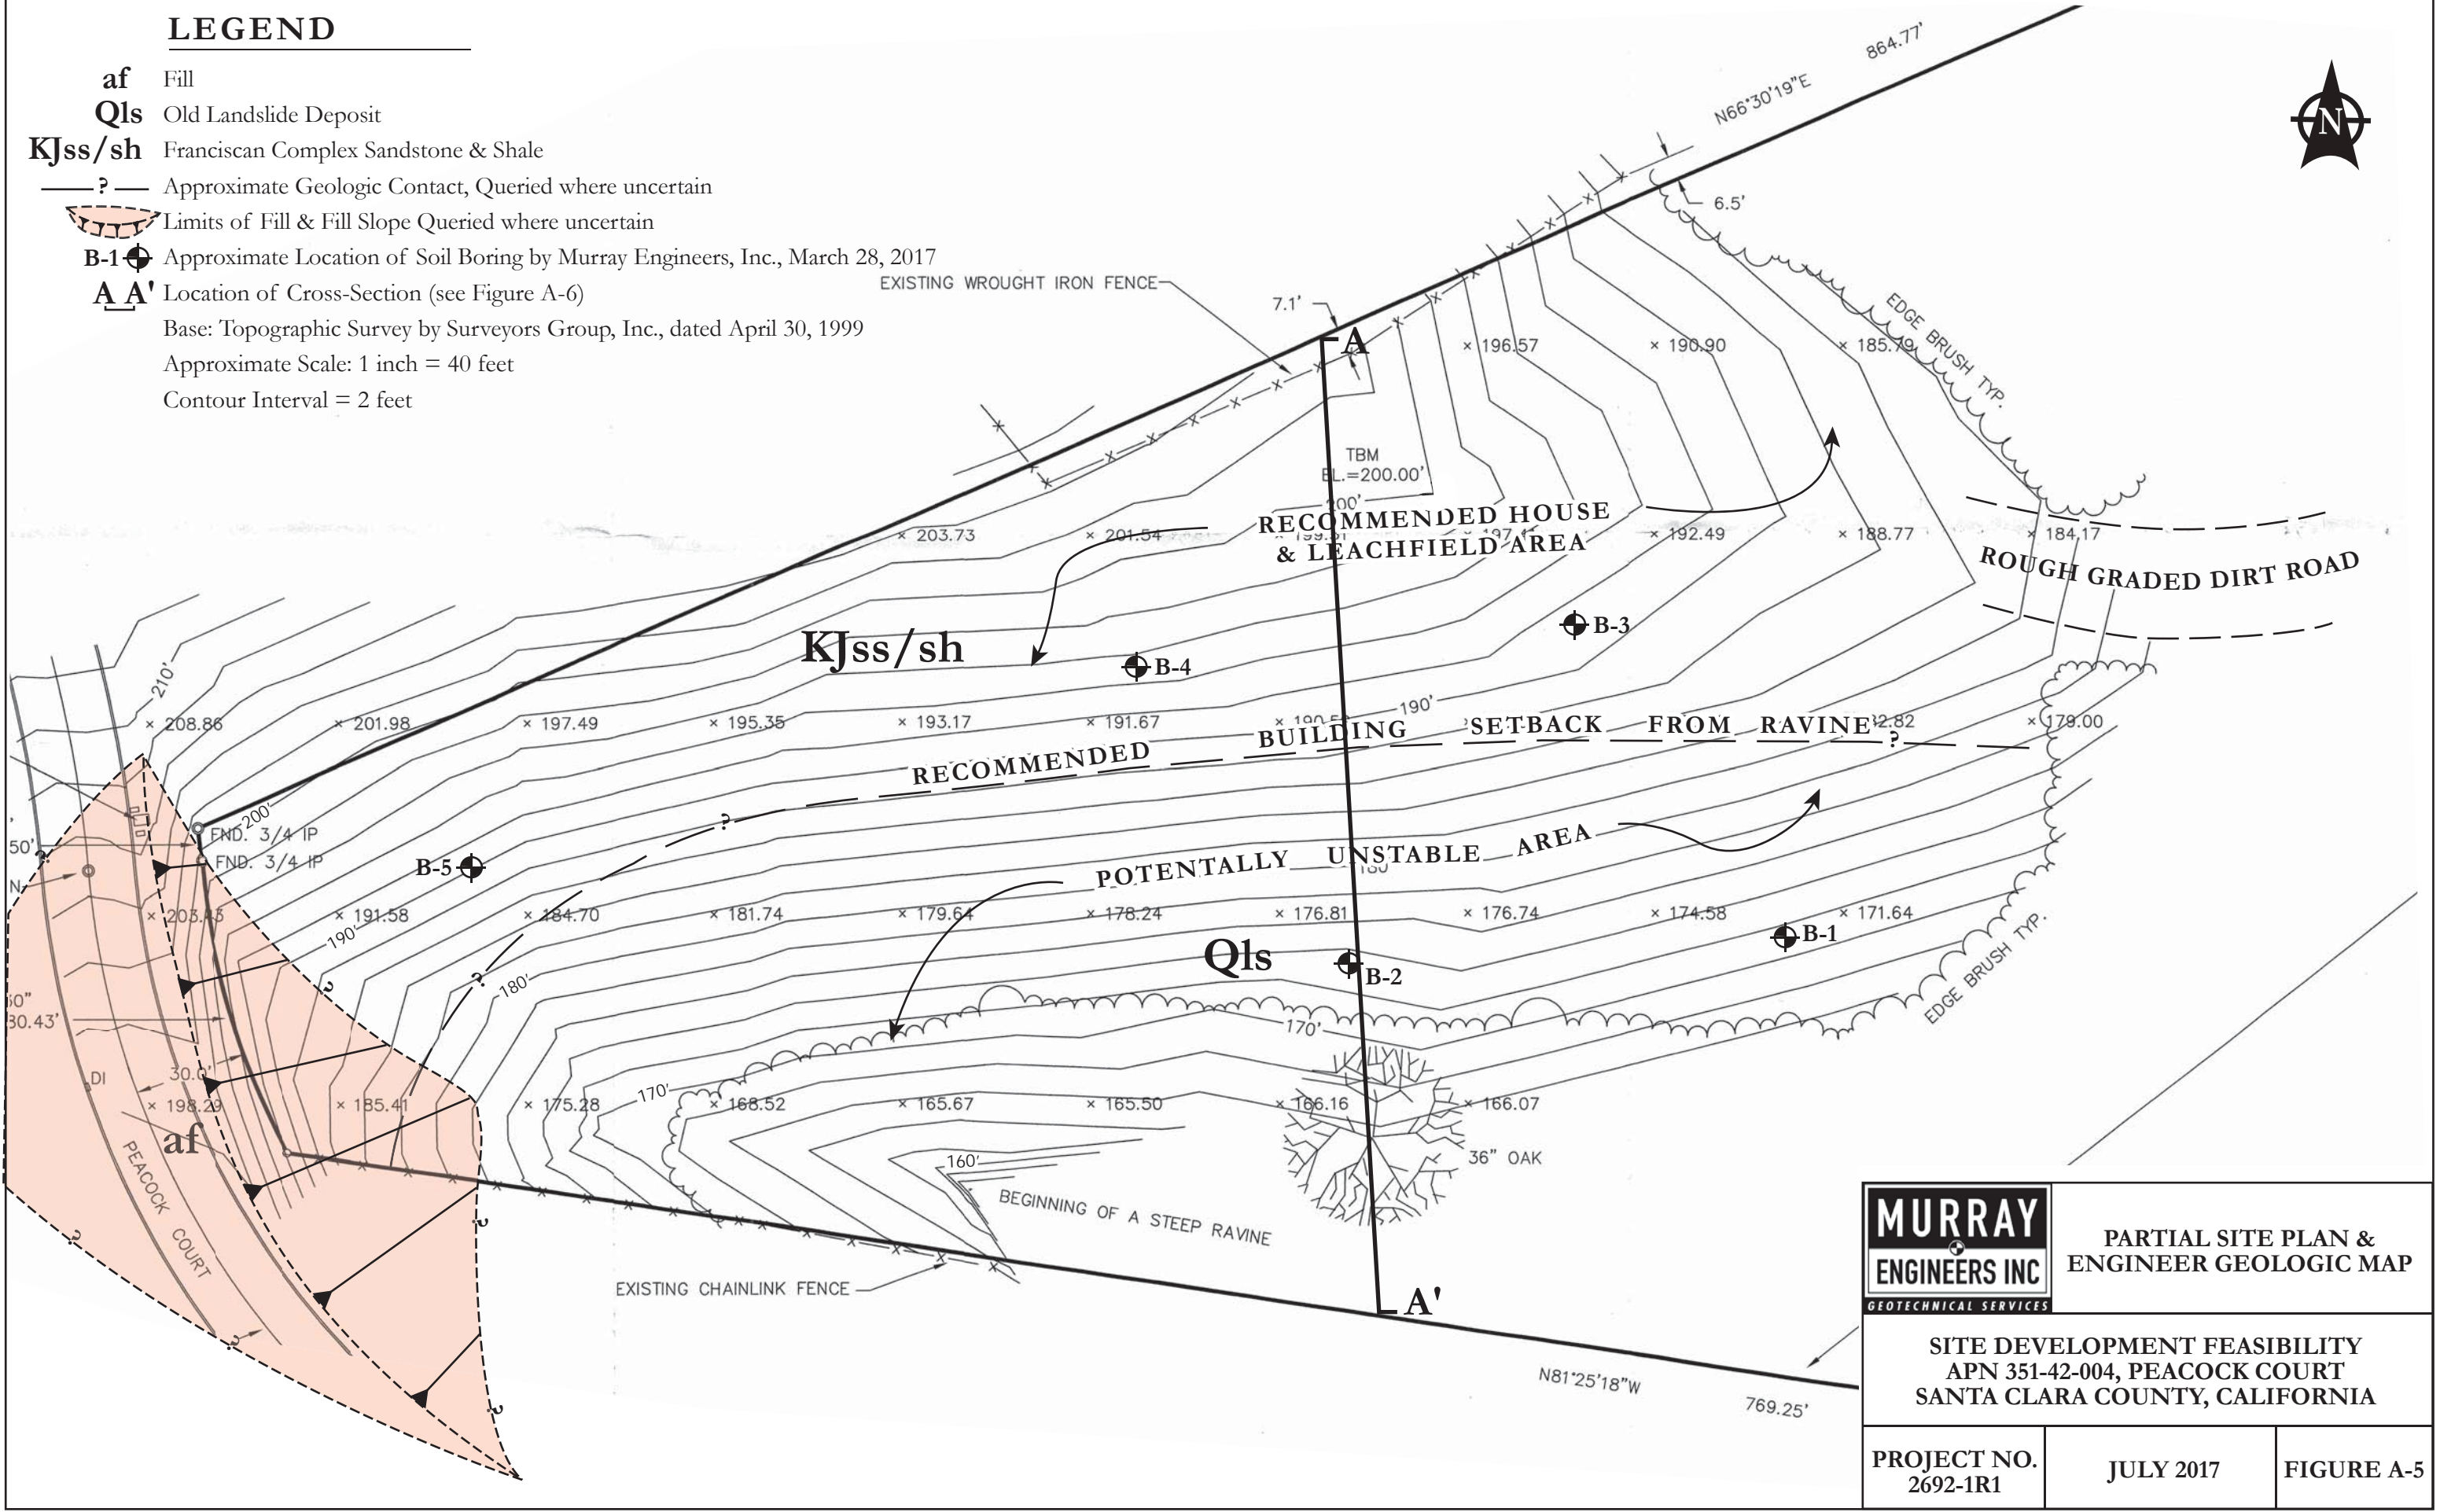 LEGEND
af Fill
Qls Old Landslide Deposit
KJss/sh Franciscan Complex Sandstone & Shale
? Approximate Geologic Contact, Queried where uncertain
Limits of Fill & Fill Slope Queried where uncertain
B-1 Approximate Location of Soil Boring by Murray Engineers, Inc., March 28, 2017
A A' Location of Cross-Section (see Figure A-6)
Base: Topographic Survey by Surveyors Group, Inc., dated April 30, 1999
Approximate Scale: 1 inch = 40 feet
Contour Interval = 2 feet
864.77'
N66°30'19"E
N
6.5'
EXISTING WROUGHT IRON FENCE
7.1'
A
EDGE BRUSH TYP.
× 196.57
× 190.90
× 185.79
TBM
EL.=200.00'
200'
RECOMMENDED HOUSE
& LEACHFIELD AREA
× 203.73
× 201.54
× 192.49
× 188.77
× 184.17
ROUGH GRADED DIRT ROAD
KJss/sh
B-4
B-3
210'
× 208.86
× 201.98
× 197.49
× 195.35
× 193.17
× 191.67
190'
× 179.00
RECOMMENDED BUILDING SETBACK FROM RAVINE
?
?
200'
FND. 3/4 IP
FND. 3/4 IP
50'
?
N
B-5
POTENTALLY UNSTABLE AREA
180'
× 203.43
× 191.58
× 184.70
× 181.74
× 179.64
× 178.24
× 176.81
× 176.74
× 174.58
× 171.64
190'
B-1
Qls
B-2
?
?
180'
EDGE BRUSH TYP.
30.43'
170'
DI
30.0'
170'
× 198.29
× 185.41
× 175.28
× 168.52
× 165.67
× 165.50
× 166.16
× 166.07
af
PEACOCK COURT
160'
36" OAK
BEGINNING OF A STEEP RAVINE
?
?
EXISTING CHAINLINK FENCE
A'
?
?
N81°25'18"W
769.25'
MURRAY
ENGINEERS INC
GEOTECHNICAL SERVICES
PARTIAL SITE PLAN &
ENGINEER GEOLOGIC MAP
SITE DEVELOPMENT FEASIBILITY
APN 351-42-004, PEACOCK COURT
SANTA CLARA COUNTY, CALIFORNIA
PROJECT NO.
2692-1R1
JULY 2017
FIGURE A-5